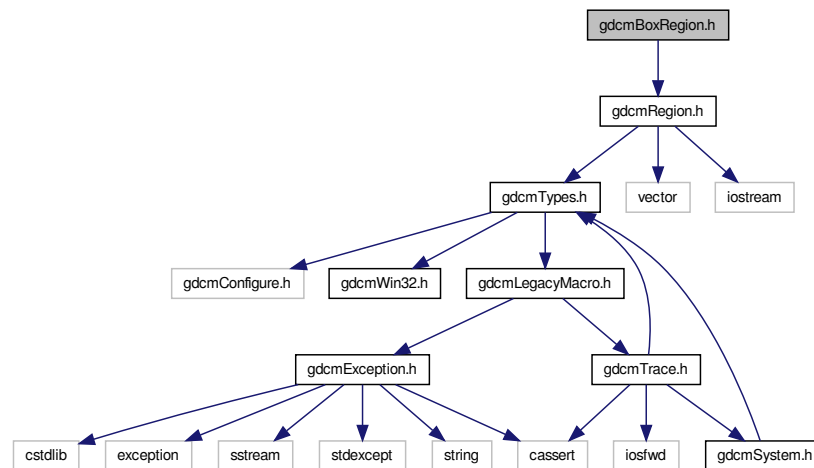 gdcmBoxRegion.h
gdcmRegion.h
gdcmTypes.h
vector
iostream
gdcmConfigure.h
gdcmWin32.h
gdcmLegacyMacro.h
gdcmException.h
gdcmTrace.h
cstdlib
exception
sstream
stdexcept
string
cassert
iosfwd
gdcmSystem.h